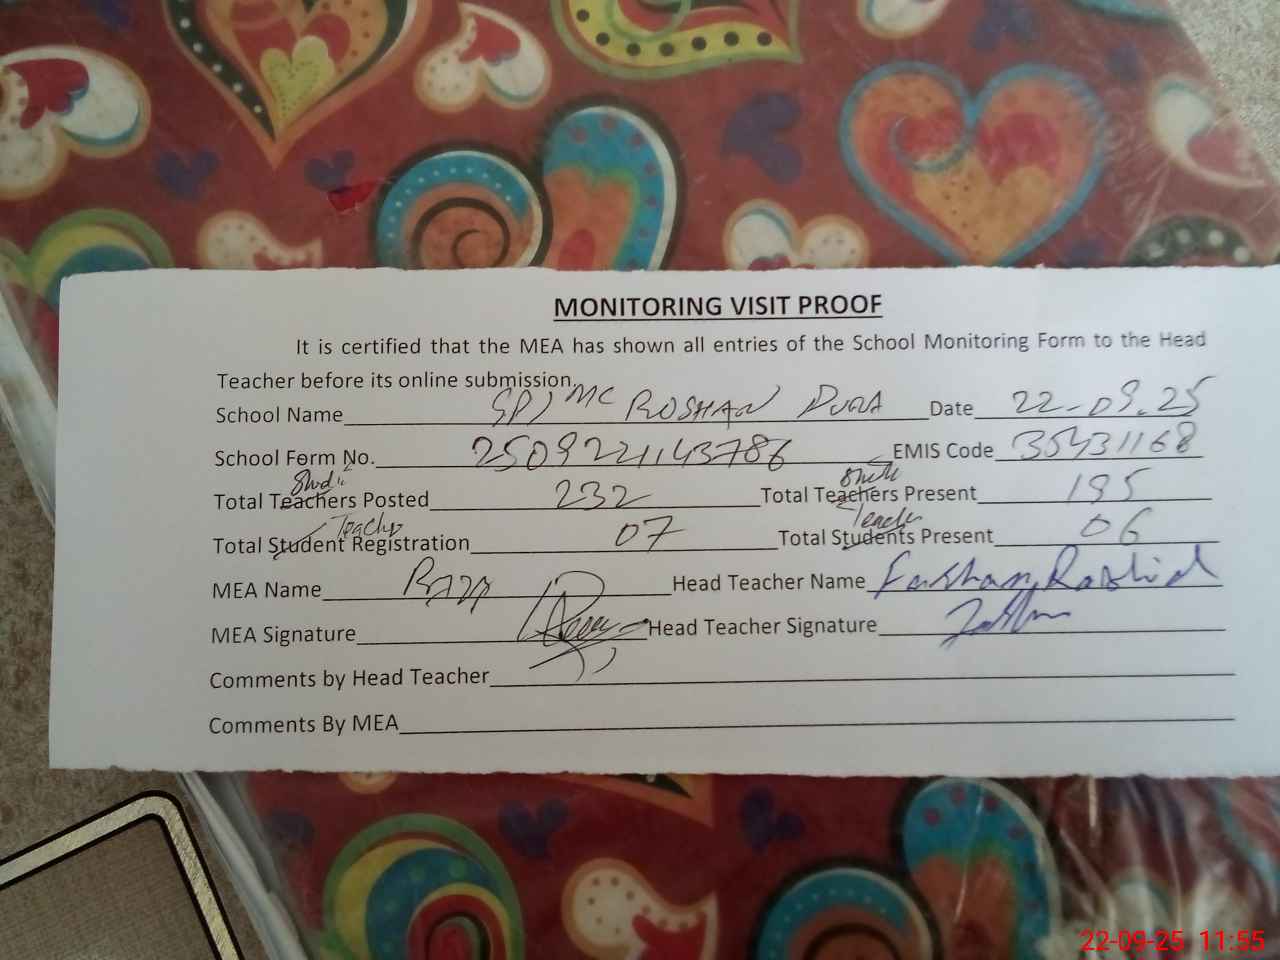 MONITORING VISIT PROOF
It is certified that the MEA has shown all entries of the School Monitoring Form to the Head
Teacher before its online submission.
School Name MC ROSHAN PURA Date 22-09.25
School Form No. 2509221143786 EMIS Code 35431168
Total Teachers Posted 232 Total Teachers Present 195
Teacher
Total Student Registration 07 Total Students Present 06
MEA Name RAZA Head Teacher Name Farhan Rashid
MEA Signature Head Teacher Signature
Comments by Head Teacher
Comments By MEA
22-09-25 11:55